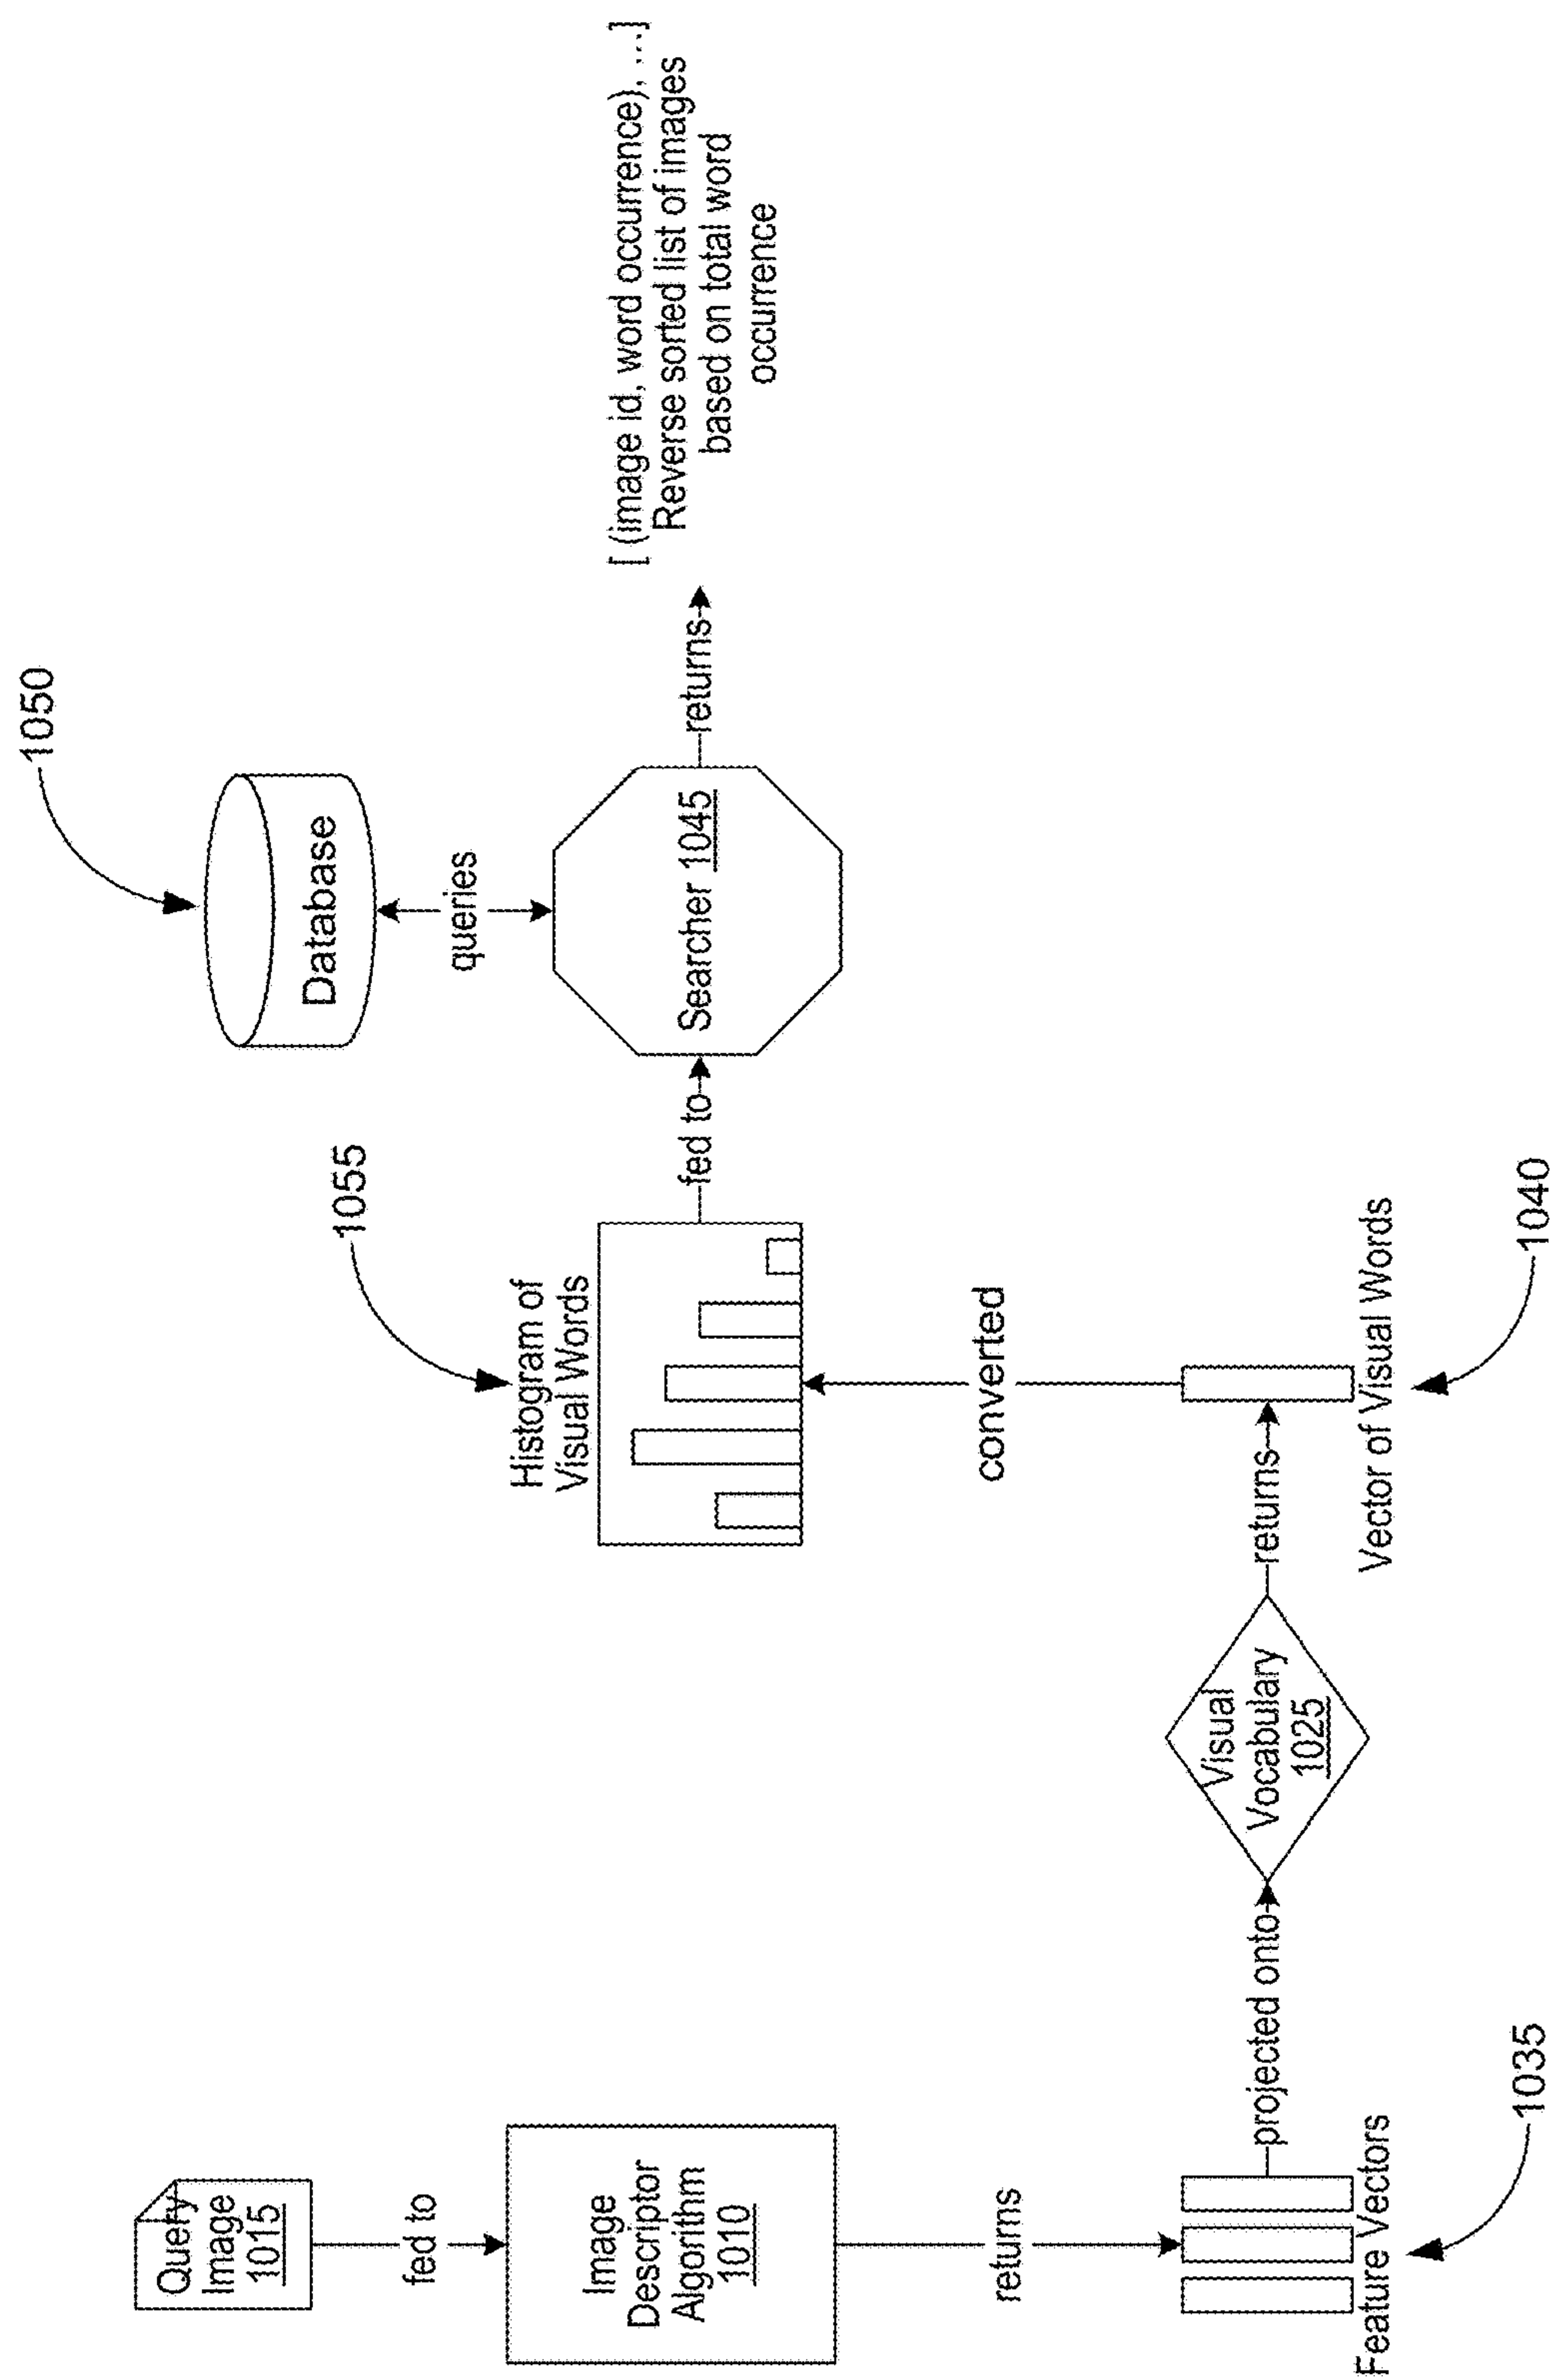 Query
Image
1015
fed to
Image
Descriptor
Algorithm
1010
returns
Feature Vectors
1035
projected onto
Visual
Vocabulary
1025
returns
Vector of Visual Words
1040
converted
Histogram of
Visual Words
1055
fed to
Searcher 1045
queries
Database
1050
returns
[ (image id, word occurrence), ...]
Reverse sorted list of images
based on total word
occurrence